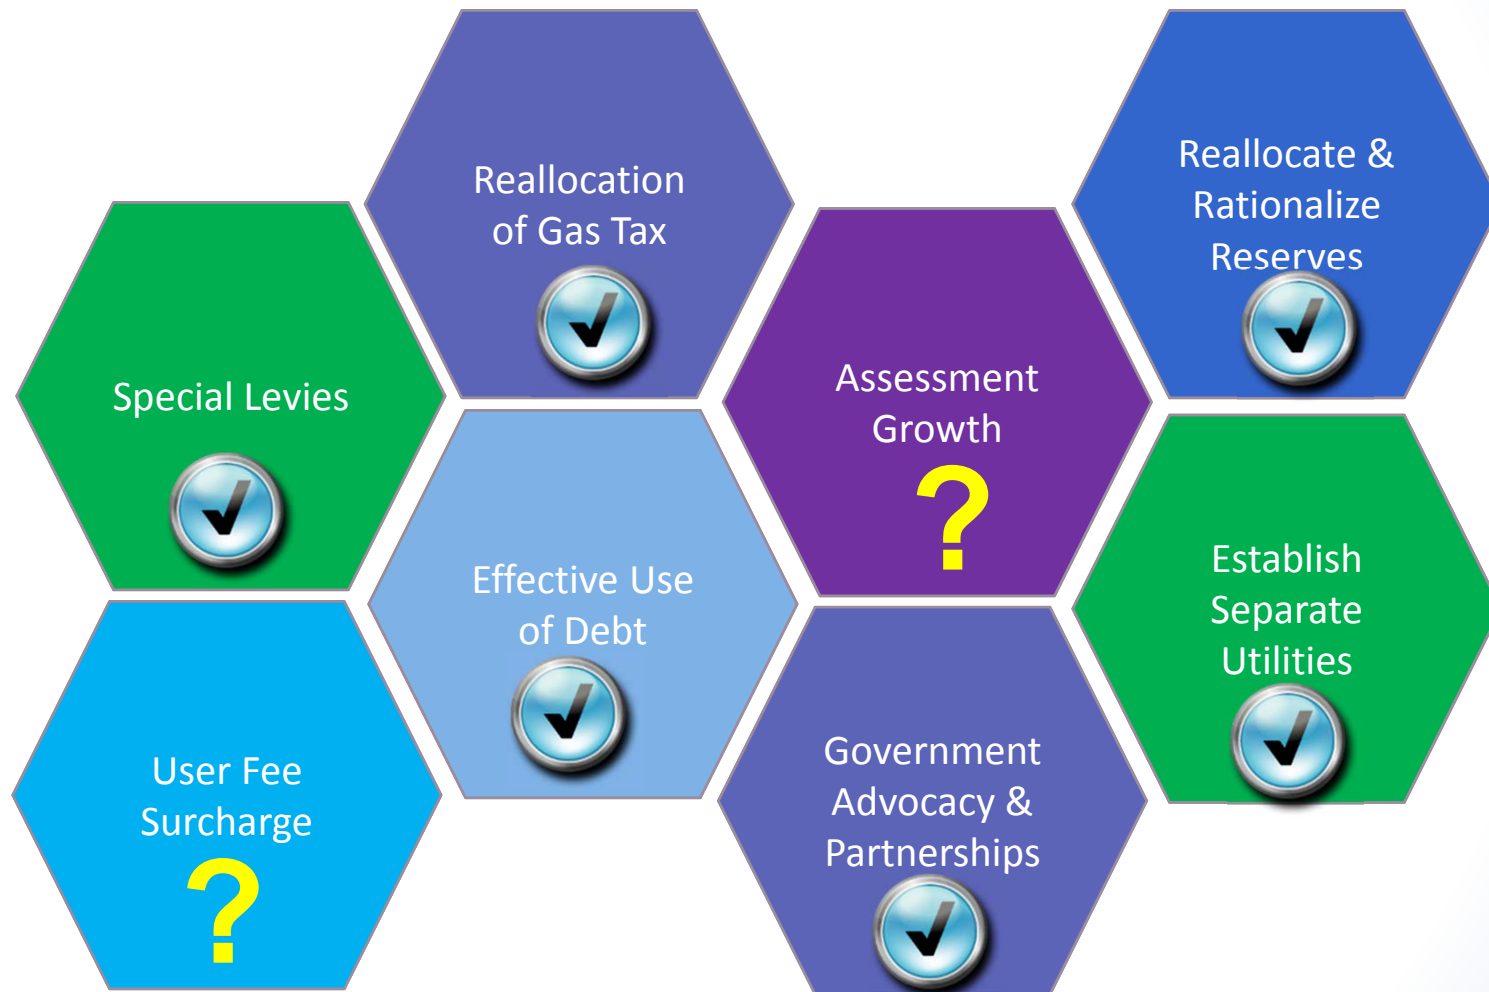 Reallocation
of Gas Tax
Reallocate &
Rationalize
Reserves
Special Levies
Assessment
Growth
?
Effective Use
of Debt
Establish
Separate
Utilities
User Fee
Surcharge
?
Government
Advocacy &
Partnerships